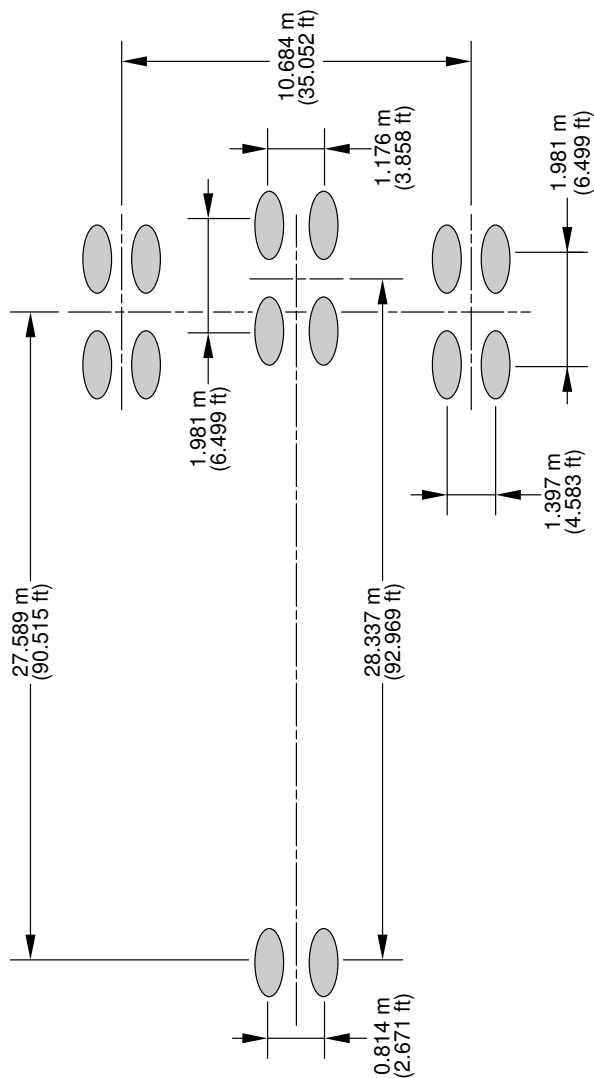 10.684 m
(35.052 ft)
1.176 m
(3.858 ft)
1.981 m
(6.499 ft)
1.981 m
(6.499 ft)
1.397 m
(4.583 ft)
27.589 m
(90.515 ft)
28.337 m
(92.969 ft)
0.814 m
(2.671 ft)